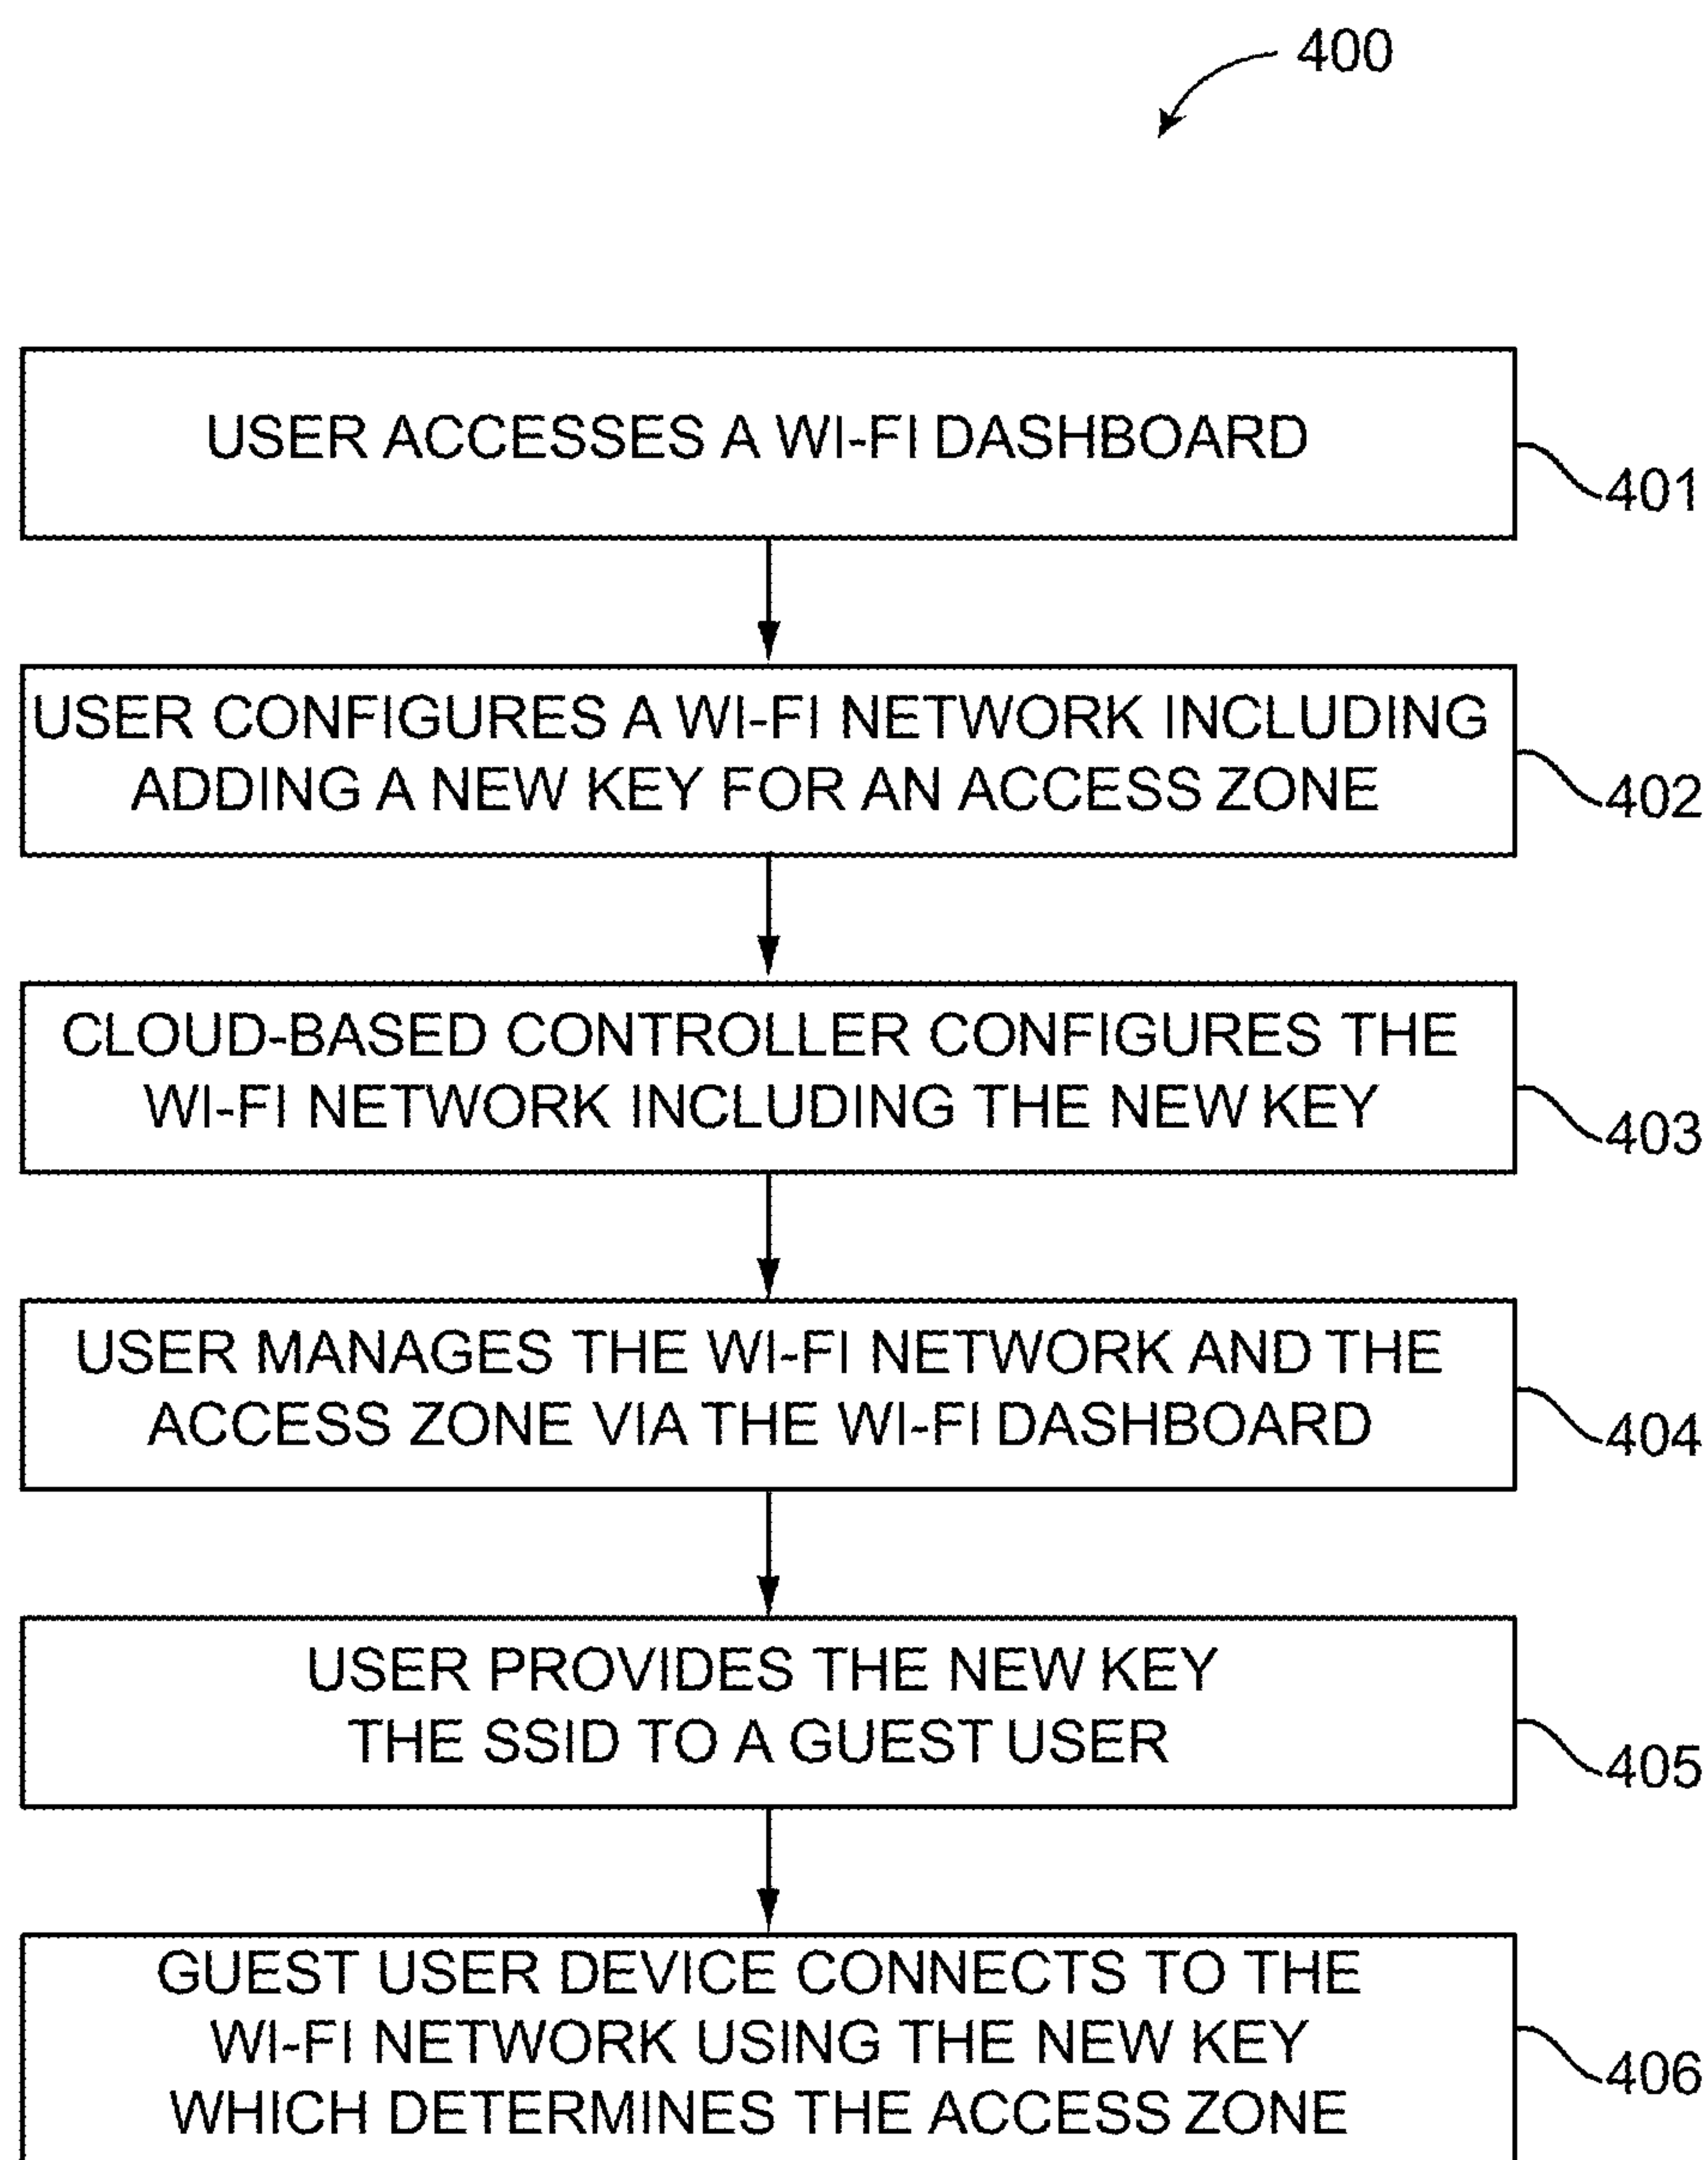 400
USER ACCESSES A WI-FI DASHBOARD
401
USER CONFIGURES A WI-FI NETWORK INCLUDING
ADDING A NEW KEY FOR AN ACCESS ZONE
402
CLOUD-BASED CONTROLLER CONFIGURES THE
WI-FI NETWORK INCLUDING THE NEW KEY
403
USER MANAGES THE WI-FI NETWORK AND THE
ACCESS ZONE VIA THE WI-FI DASHBOARD
404
USER PROVIDES THE NEW KEY
THE SSID TO A GUEST USER
405
GUEST USER DEVICE CONNECTS TO THE
WI-FI NETWORK USING THE NEW KEY
WHICH DETERMINES THE ACCESS ZONE
406